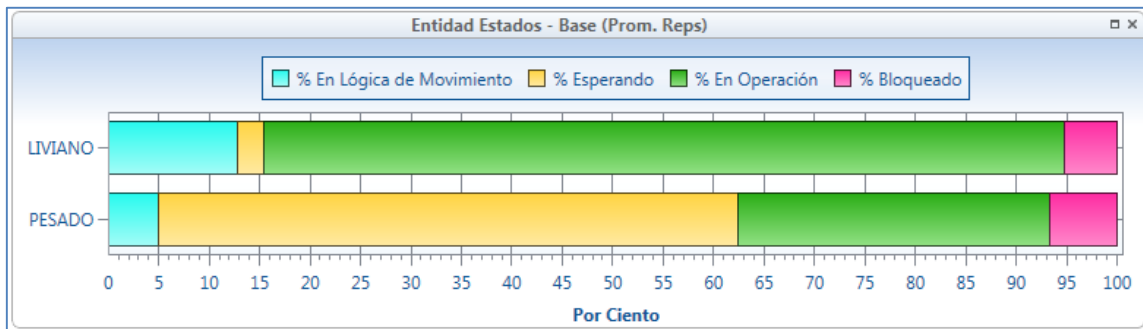 Entidad Estados - Base (Prom. Reps)
% En Lógica de Movimiento % Esperando % En Operación % Bloqueado
LIVIANO
PESADO
0 5 10 15 20 25 30 35 40 45 50 55 60 65 70 75 80 85 90 95 100
Por Ciento